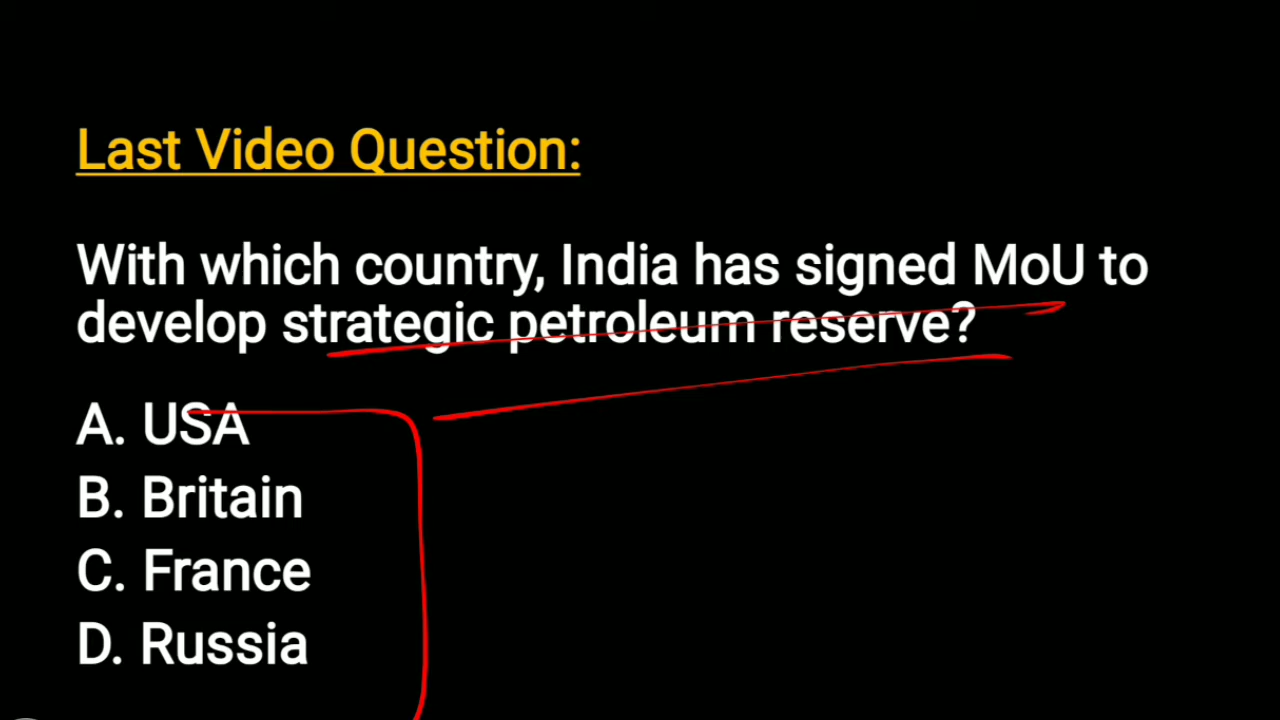 Last Video Question:
With which country, India has signed MoU to
develop strategic petroleum reserve?
A. USA
B. Britain
C. France
D. Russia